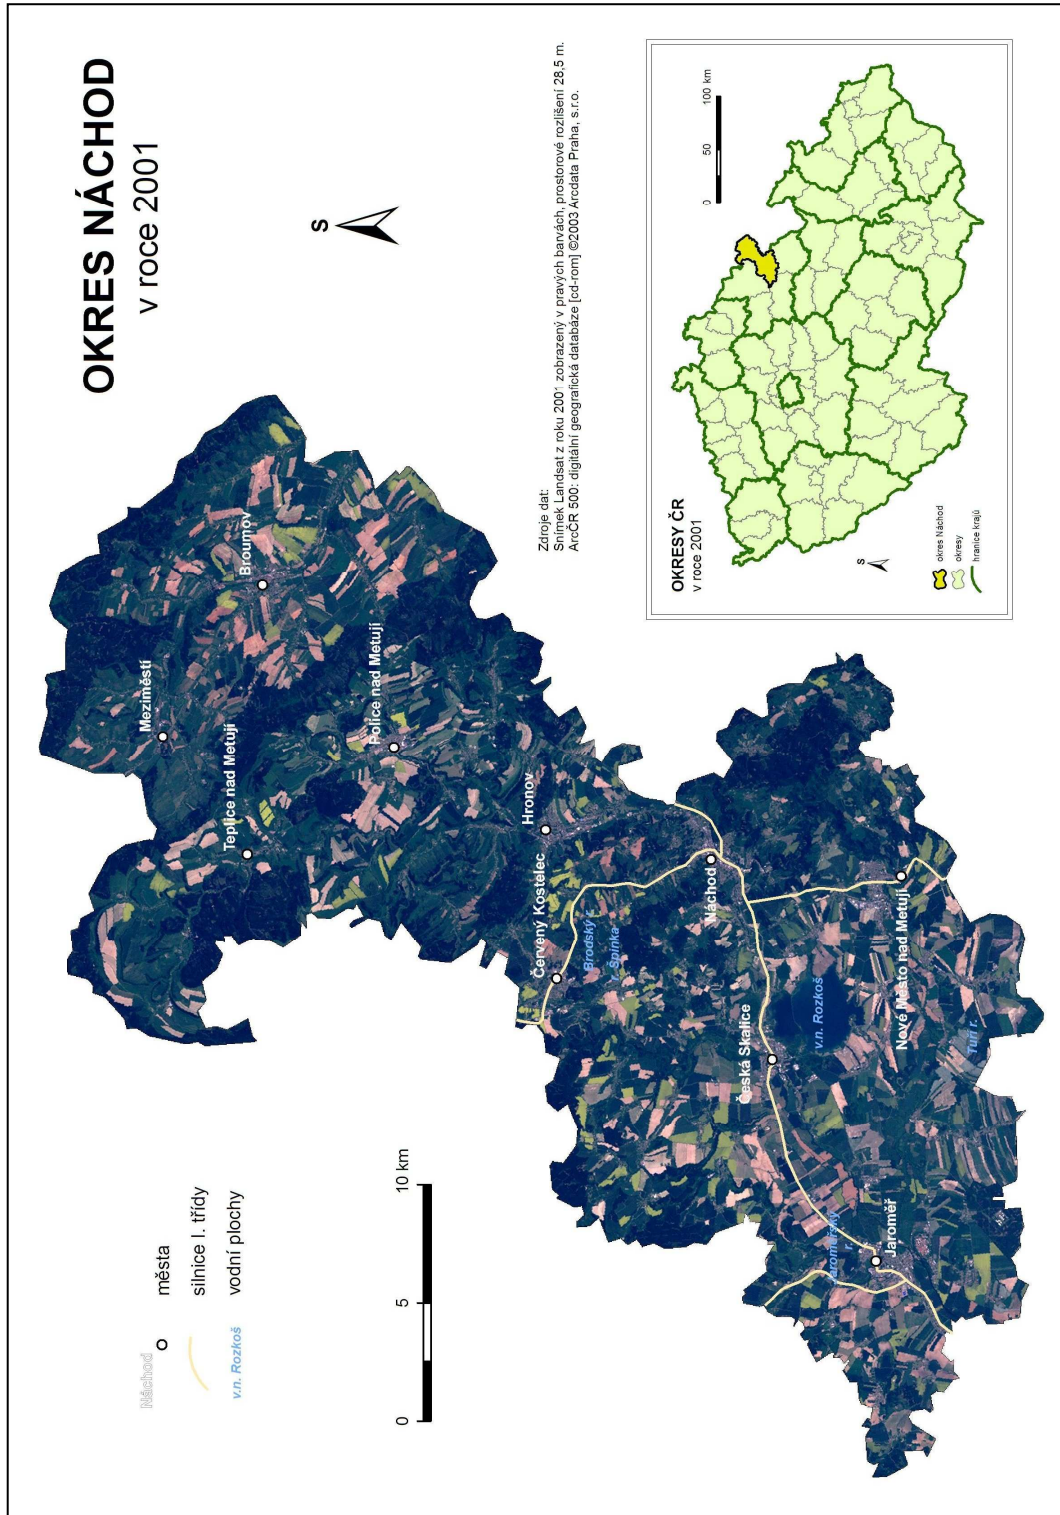 OKRES NÁCHOD
v roce 2001
S
Náchod
města
silnice I. třídy
v.n. Rozkoš
vodní plochy
0
5
10 km
Meziměstí
Broumov
Teplice nad Metují
Police nad Metují
Hronov
Červený Kostelec
Brodský r.
r. Špinka
Náchod
Česká Skalice
v.n. Rozkoš
Nové Město nad Metují
Tuří r.
Jaroměřský
r.
Jaroměř
Zdroje dat:
Snímek Landsat z roku 2001 zobrazený v pravých barvách, prostorové rozlišení 28,5 m.
ArcČR 500: digitální geografická databáze [cd-rom] ©2003 Arcdata Praha, s.r.o.
OKRESY ČR
v roce 2001
S
0
50
100 km
okres Náchod
okresy
hranice krajů